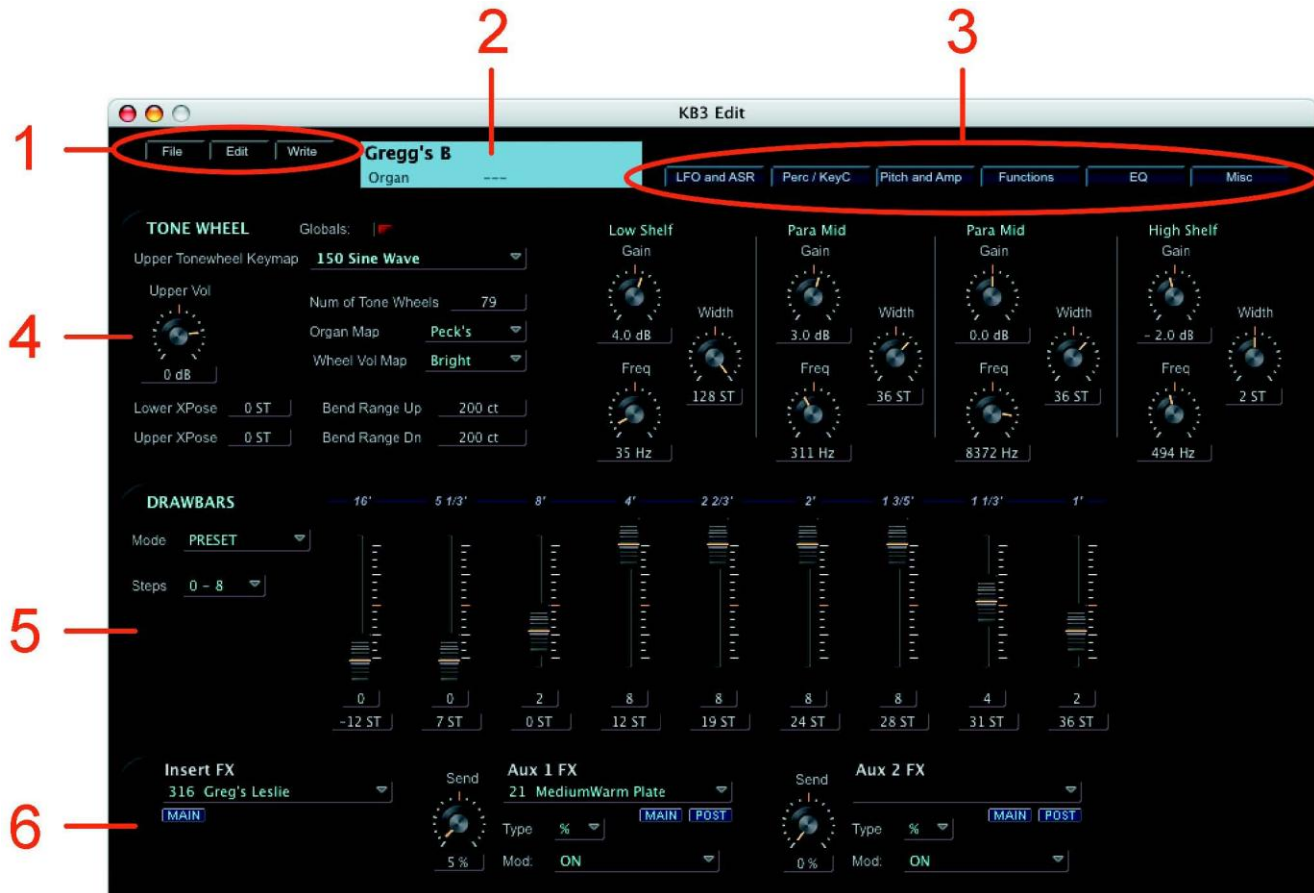 2
3
KB3 Edit
1
File Edit Write
Gregg's B
Organ ---
LFO and ASR Perc / KeyC Pitch and Amp Functions EQ Misc
TONE WHEEL Globals:
Upper Tonewheel Keymap 150 Sine Wave
4
Upper Vol
0 dB
Num of Tone Wheels 79
Organ Map Peck's
Wheel Vol Map Bright
Lower XPose 0 ST Bend Range Up 200 ct
Upper XPose 0 ST Bend Range Dn 200 ct
Low Shelf
Gain
4.0 dB
Width
128 ST
Freq
35 Hz
Para Mid
Gain
3.0 dB
Width
36 ST
Freq
311 Hz
Para Mid
Gain
0.0 dB
Width
36 ST
Freq
8372 Hz
High Shelf
Gain
- 2.0 dB
Width
2 ST
Freq
494 Hz
5
DRAWBARS 16' 5 1/3' 8' 4' 2 2/3' 2' 1 3/5' 1 1/3' 1'
Mode PRESET
Steps 0 - 8
0 0 2 8 8 8 8 4 2
-12 ST 7 ST 0 ST 12 ST 19 ST 24 ST 28 ST 31 ST 36 ST
6
Insert FX
316 Greg's Leslie
MAIN
Send
5 %
Aux 1 FX
21 MediumWarm Plate
MAIN POST
Type %
Mod: ON
Send
0 %
Aux 2 FX
MAIN POST
Type %
Mod: ON